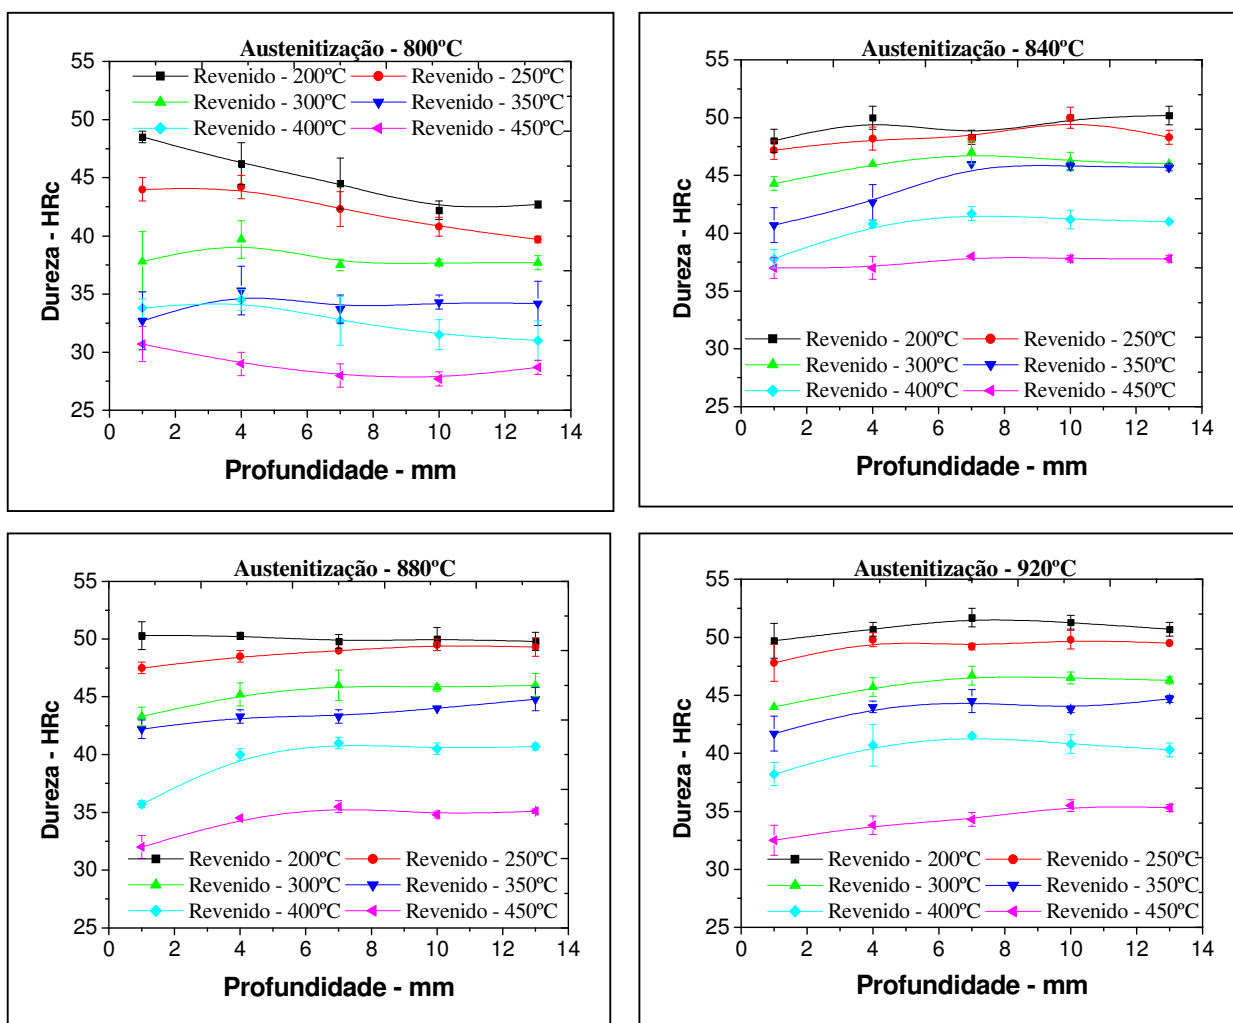 Austenitização - 800ºC
55
Revenido - 200ºC Revenido - 250ºC
50
Revenido - 300ºC Revenido - 350ºC
Revenido - 400ºC Revenido - 450ºC
45
40
35
30
25
Dureza - HRc
0 2 4 6 8 10 12 14
Profundidade - mm
Austenitização - 840ºC
55
50
45
40
35
30
25
Dureza - HRc
Revenido - 200ºC Revenido - 250ºC
Revenido - 300ºC Revenido - 350ºC
Revenido - 400ºC Revenido - 450ºC
0 2 4 6 8 10 12 14
Profundidade - mm
Austenitização - 880ºC
55
50
45
40
35
30
25
Dureza - HRc
Revenido - 200ºC Revenido - 250ºC
Revenido - 300ºC Revenido - 350ºC
Revenido - 400ºC Revenido - 450ºC
0 2 4 6 8 10 12 14
Profundidade - mm
Austenitização - 920ºC
55
50
45
40
35
30
25
Dureza - HRc
Revenido - 200ºC Revenido - 250ºC
Revenido - 300ºC Revenido - 350ºC
Revenido - 400ºC Revenido - 450ºC
0 2 4 6 8 10 12 14
Profundidade - mm